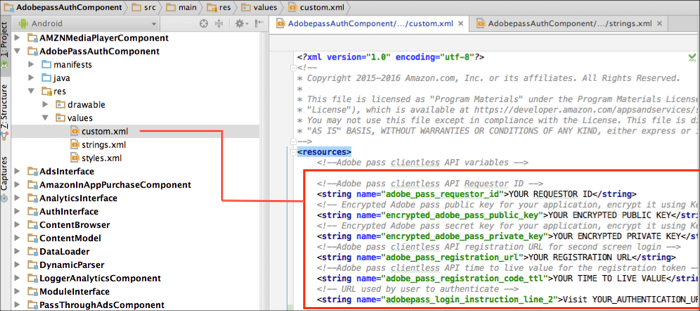 AdobepassAuthComponent src main res values custom.xml
Android
AdobepassAuthComponent/.../custom.xml AdobepassAuthComponent/.../strings.xml
1: Project
Z: Structure
Captures
AMZNMediaPlayerComponent
AdobePassAuthComponent
manifests
java
res
drawable
values
custom.xml
strings.xml
styles.xml
AdsInterface
AmazonInAppPurchaseComponent
AnalyticsInterface
AuthInterface
ContentBrowser
ContentModel
DataLoader
DynamicParser
LoggerAnalyticsComponent
ModuleInterface
PassThroughAdsComponent
<?xml version="1.0" encoding="utf-8"?>
<!--
* Copyright 2015-2016 Amazon.com, Inc. or its affiliates. All Rights Reserved.
*
* This file is licensed as "Program Materials" under the Program Materials License
* "License"), which is available at https://developer.amazon.com/appsandservices/s
* You may not use this file except in compliance with the License. This file is di
* "AS IS" BASIS, WITHOUT WARRANTIES OR CONDITIONS OF ANY KIND, either express or
-->
<resources>
<!--Adobe pass clientless API variables -->
<!--Adobe pass clientless API Requestor ID -->
<string name="adobe_pass_requestor_id">YOUR REQUESTOR ID</string>
<!-- Encrypted Adobe pass public key for your application, encrypt it using Ke
<string name="encrypted_adobe_pass_public_key">YOUR ENCRYPTED PUBLIC KEY</stri
<!-- Encrypted Adobe pass secret key for your application, encrypt it using Ke
<string name="encrypted_adobe_pass_private_key">YOUR ENCRYPTED PRIVATE KEY</st
<!--Adobe pass clientless API registration URL for second screen login -->
<string name="adobe_pass_registration_url">YOUR REGISTRATION URL</string>
<!--Adobe pass clientless API time to live value for the registration token --
<string name="adobe_pass_registration_code_ttl">YOUR TIME TO LIVE VALUE</strin
<!-- URL used by user to authenticate -->
<string name="adobepass_login_instruction_line_2">Visit YOUR_AUTHENTICATION_UR